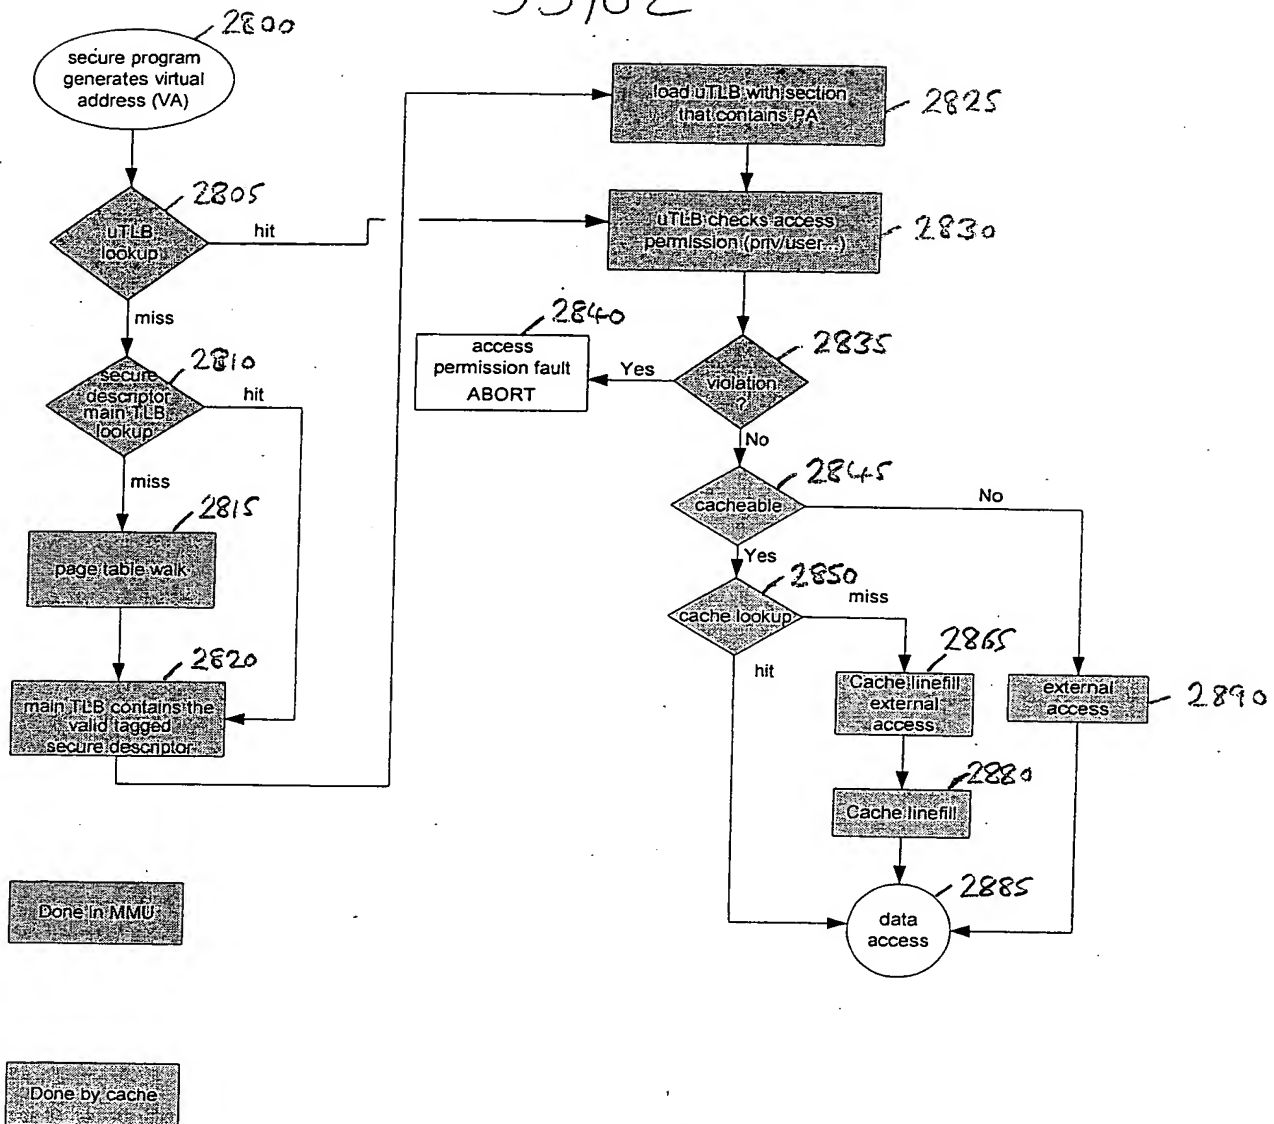 55/62
2800
secure program
generates virtual
address (VA)
2805
uTLB
lookup
hit
miss
2810
secure
descriptor
main TLB
lookup
hit
miss
2815
page table walk
2820
main TLB contains the
valid tagged
secure descriptor
load uTLB with section
that contains PA
2825
uTLB checks access
permission (priv/user...)
2830
2840
access
permission fault
ABORT
Yes
2835
violation
?
No
2845
cacheable
No
Yes
2850
cache lookup
miss
hit
2865
Cache linefill
external
access
external
access
2890
2880
Cache linefill
2885
data
access
Done in MMU
Done by cache